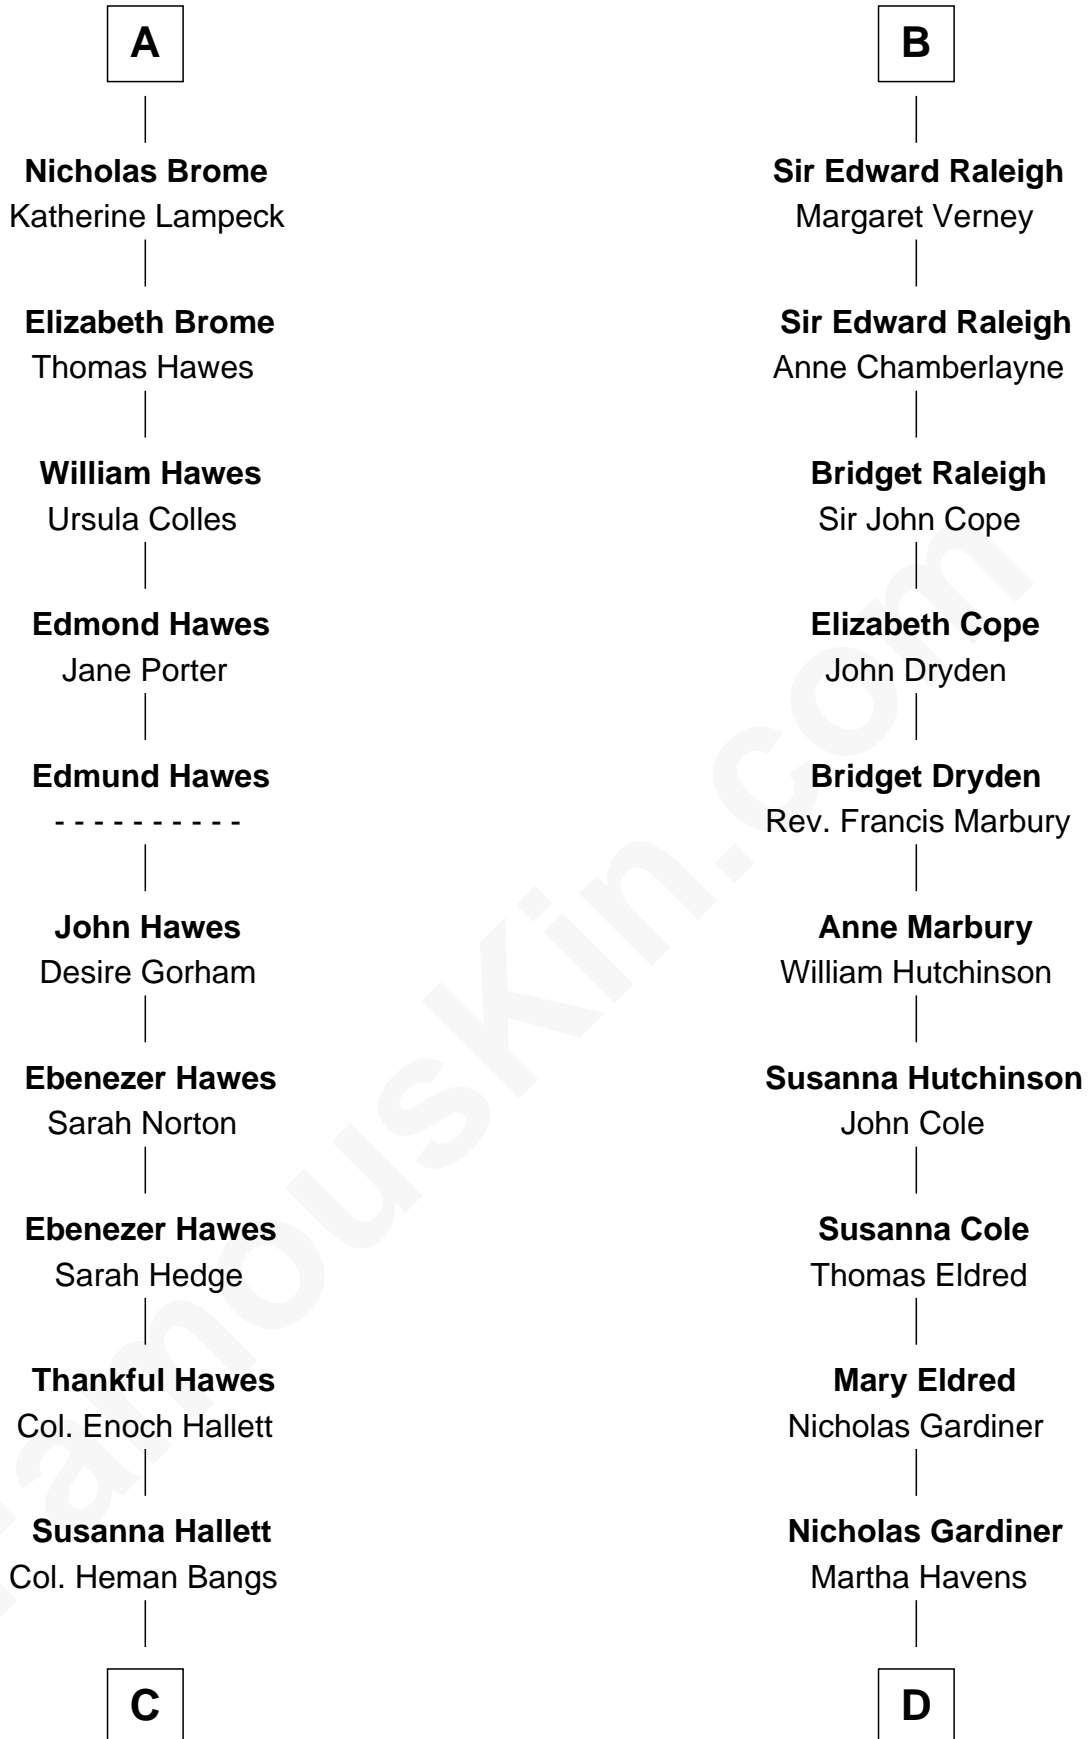 A
Nicholas Brome
Katherine Lampeck
Elizabeth Brome
Thomas Hawes
William Hawes
Ursula Colles
Edmond Hawes
Jane Porter
Edmund Hawes
- - - - - - - - - -
John Hawes
Desire Gorham
Ebenezer Hawes
Sarah Norton
Ebenezer Hawes
Sarah Hedge
Thankful Hawes
Col. Enoch Hallett
Susanna Hallett
Col. Heman Bangs
C
B
Sir Edward Raleigh
Margaret Verney
Sir Edward Raleigh
Anne Chamberlayne
Bridget Raleigh
Sir John Cope
Elizabeth Cope
John Dryden
Bridget Dryden
Rev. Francis Marbury
Anne Marbury
William Hutchinson
Susanna Hutchinson
John Cole
Susanna Cole
Thomas Eldred
Mary Eldred
Nicholas Gardiner
Nicholas Gardiner
Martha Havens
D
FamousKin.com